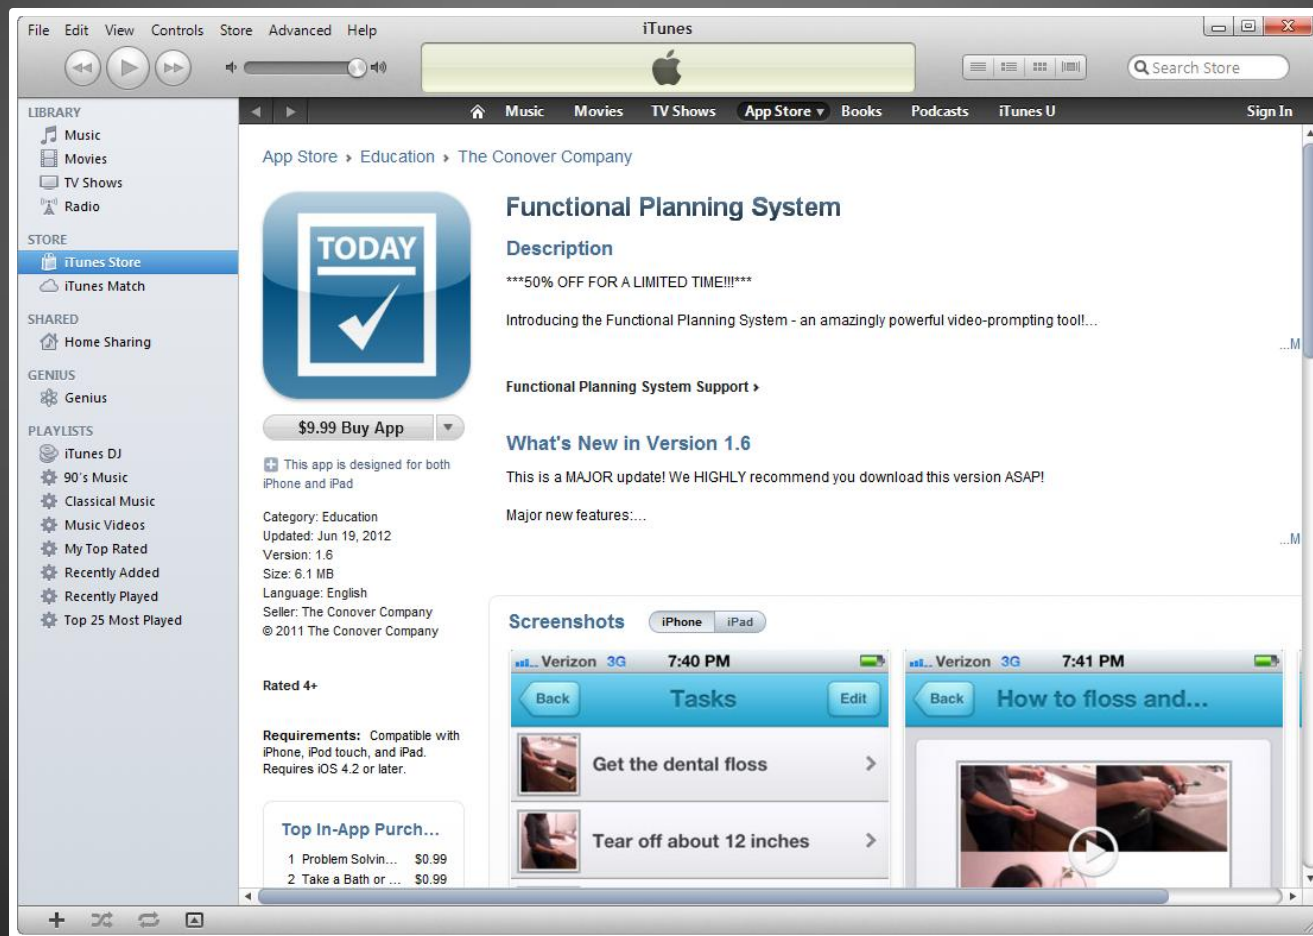 iTunes
File Edit View Controls Store Advanced Help
Search Store
LIBRARY
Music
Movies
TV Shows
Radio
STORE
iTunes Store
iTunes Match
SHARED
Home Sharing
GENIUS
Genius
PLAYLISTS
iTunes DJ
90's Music
Classical Music
Music Videos
My Top Rated
Recently Added
Recently Played
Top 25 Most Played
Music Movies TV Shows App Store Books Podcasts iTunes U Sign In
App Store › Education › The Conover Company
TODAY
$9.99 Buy App
This app is designed for both
iPhone and iPad
Category: Education
Updated: Jun 19, 2012
Version: 1.6
Size: 6.1 MB
Language: English
Seller: The Conover Company
© 2011 The Conover Company
Rated 4+
Requirements: Compatible with
iPhone, iPod touch, and iPad.
Requires iOS 4.2 or later.
Top In-App Purch...
1 Problem Solvin... $0.99
2 Take a Bath or ... $0.99
Functional Planning System
Description
***50% OFF FOR A LIMITED TIME!!!***
Introducing the Functional Planning System - an amazingly powerful video-prompting tool!...
...M
Functional Planning System Support ›
What's New in Version 1.6
This is a MAJOR update! We HIGHLY recommend you download this version ASAP!
Major new features:...
...M
Screenshots iPhone iPad
Verizon 3G 7:40 PM
Back Tasks Edit
Get the dental floss
Tear off about 12 inches
Verizon 3G 7:41 PM
Back How to floss and...